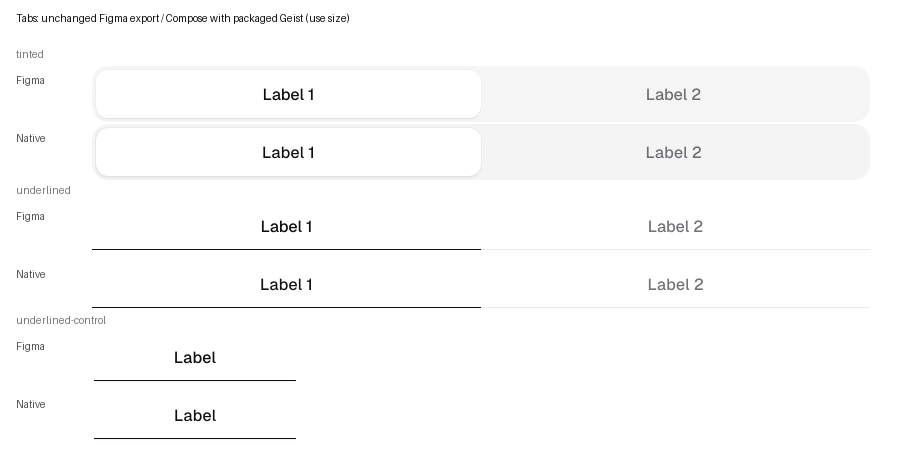 Tabs: unchanged Figma export / Compose with packaged Geist (use size)
tinted
Figma
Label 1 Label 2
Native
Label 1 Label 2
underlined
Figma
Label 1 Label 2
Native
Label 1 Label 2
underlined-control
Figma
Label
Native
Label